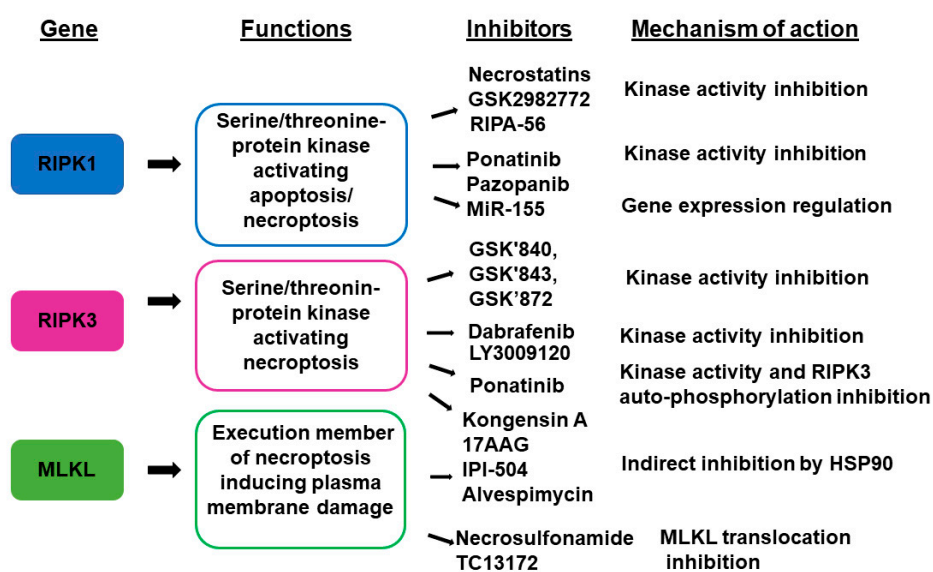 Gene Functions Inhibitors Mechanism of action
RIPK1
Serine/threonine-
protein kinase
activating
apoptosis/
necroptosis
Necrostatins
GSK2982772
RIPA-56
Kinase activity inhibition
Ponatinib
Pazopanib
MiR-155
Kinase activity inhibition
Gene expression regulation
RIPK3
Serine/threonin-
protein kinase
activating
necroptosis
GSK'840,
GSK'843,
GSK’872
Kinase activity inhibition
Dabrafenib
LY3009120
Kinase activity inhibition
Ponatinib
Kinase activity and RIPK3
auto-phosphorylation inhibition
MLKL
Execution member
of necroptosis
inducing plasma
membrane damage
Kongensin A
17AAG
IPI-504
Alvespimycin
Indirect inhibition by HSP90
Necrosulfonamide
TC13172
MLKL translocation
inhibition